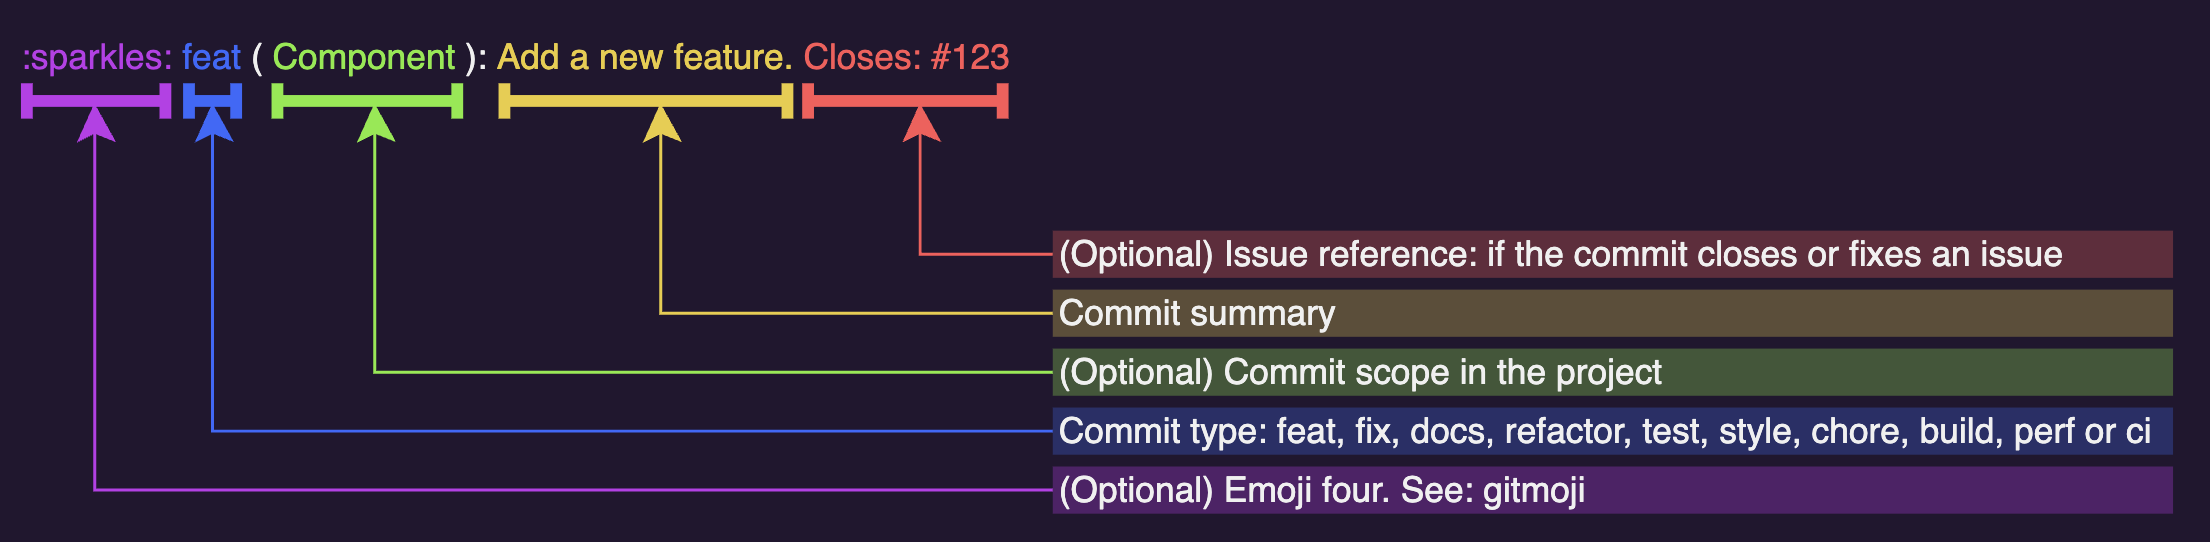 :sparkles: feat ( Component ): Add a new feature. Closes: #123
(Optional) Issue reference: if the commit closes or fixes an issue
Commit summary
(Optional) Commit scope in the project
Commit type: feat, fix, docs, refactor, test, style, chore, build, perf or ci
(Optional) Emoji four. See: gitmoji